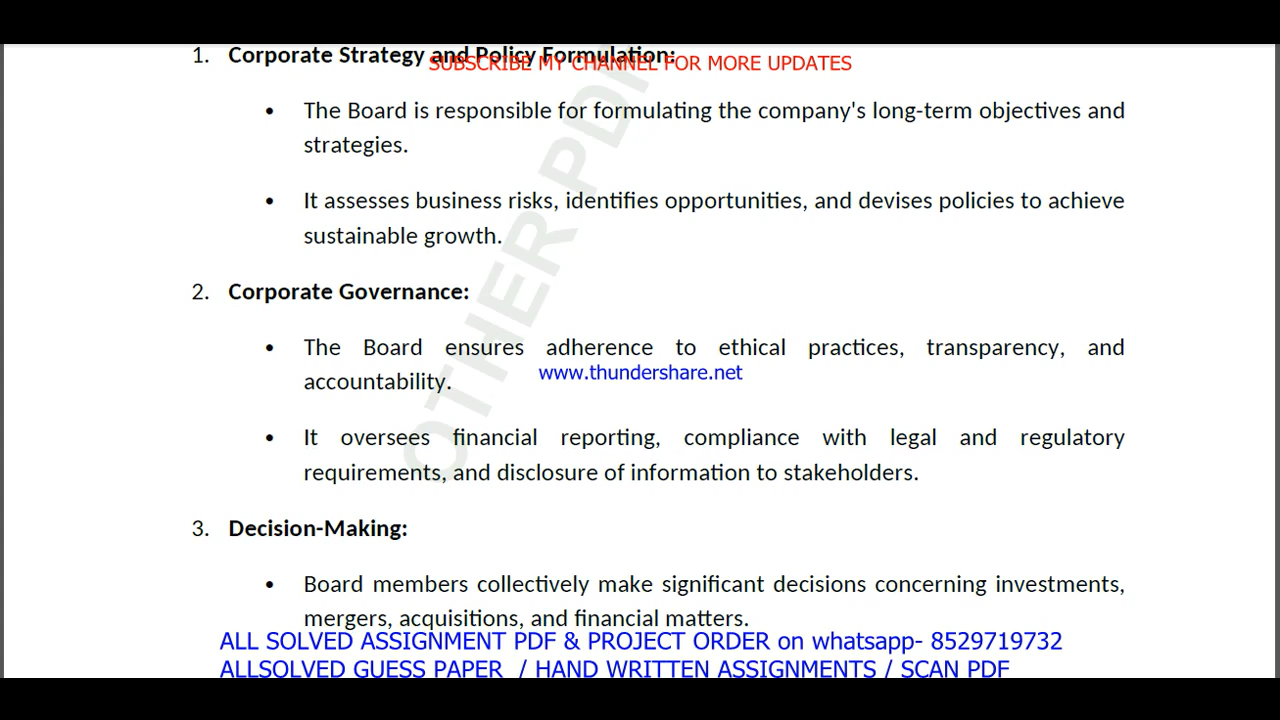 1. Corporate Strategy and Policy Formulation:
SUBSCRIBE MY CHANNEL FOR MORE UPDATES
• The Board is responsible for formulating the company's long-term objectives and
strategies.
• It assesses business risks, identifies opportunities, and devises policies to achieve
sustainable growth.
2. Corporate Governance:
• The Board ensures adherence to ethical practices, transparency, and
www.thundershare.net
accountability.
• It oversees financial reporting, compliance with legal and regulatory
requirements, and disclosure of information to stakeholders.
3. Decision-Making:
• Board members collectively make significant decisions concerning investments,
mergers, acquisitions, and financial matters.
ALL SOLVED ASSIGNMENT PDF & PROJECT ORDER on whatsapp- 8529719732
ALLSOLVED GUESS PAPER / HAND WRITTEN ASSIGNMENTS / SCAN PDF
OTHER PDF